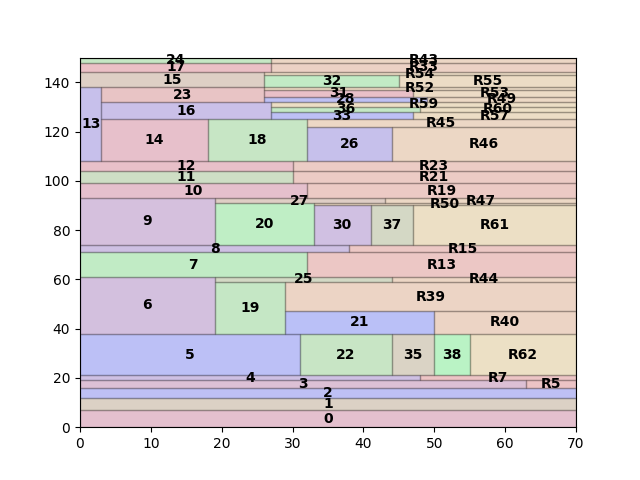 24 R43
17 R33
15 R54
32 R55
31 R52 R53
23 28 R49
13 16 36 R59 R60
33 R57
R45
14 18 26 R46
12 R23
11 R21
10 R19
27 R47
R50
9 20 30 37 R61
8 R15
7 R13
25 R44
6 19 R39
21 R40
5 22 35 38 R62
4 R7
3 R5
2
1
0
140
120
100
80
60
40
20
0
0 10 20 30 40 50 60 70